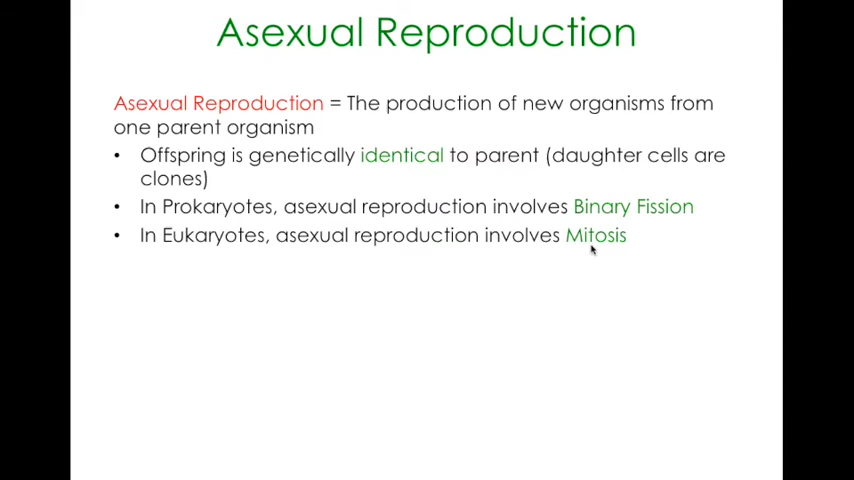 Asexual Reproduction
Asexual Reproduction = The production of new organisms from
one parent organism
• Offspring is genetically identical to parent (daughter cells are
clones)
• In Prokaryotes, asexual reproduction involves Binary Fission
• In Eukaryotes, asexual reproduction involves Mitosis